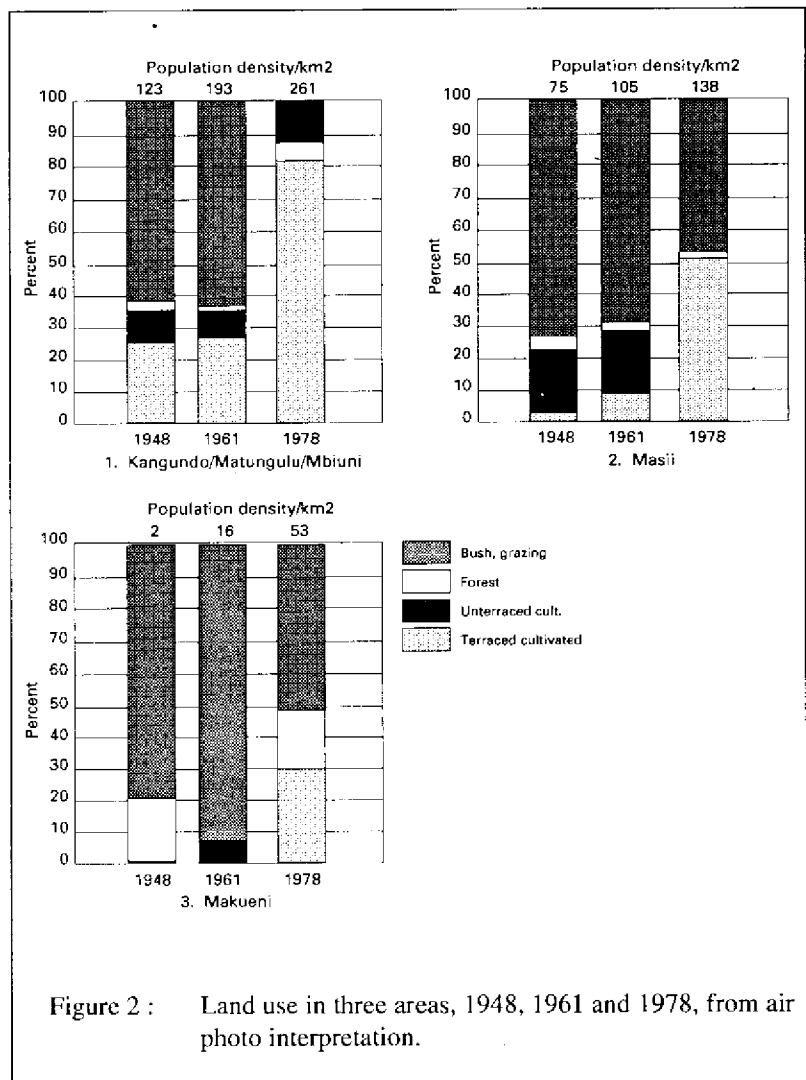 Population density/km2
123 193 261
100
90
80
70
60
50
40
30
20
10
0
Percent
1948 1961 1978
1. Kangundo/Matungulu/Mbiuni
Population density/km2
75 105 138
100
90
80
70
60
50
40
30
20
10
0
Percent
1948 1961 1978
2. Masii
Population density/km2
2 16 53
100
90
80
70
60
50
40
30
20
10
0
Percent
1948 1961 1978
3. Makueni
Bush, grazing
Forest
Unterraced cult.
Terraced cultivated
Figure 2 : Land use in three areas, 1948, 1961 and 1978, from air
photo interpretation.